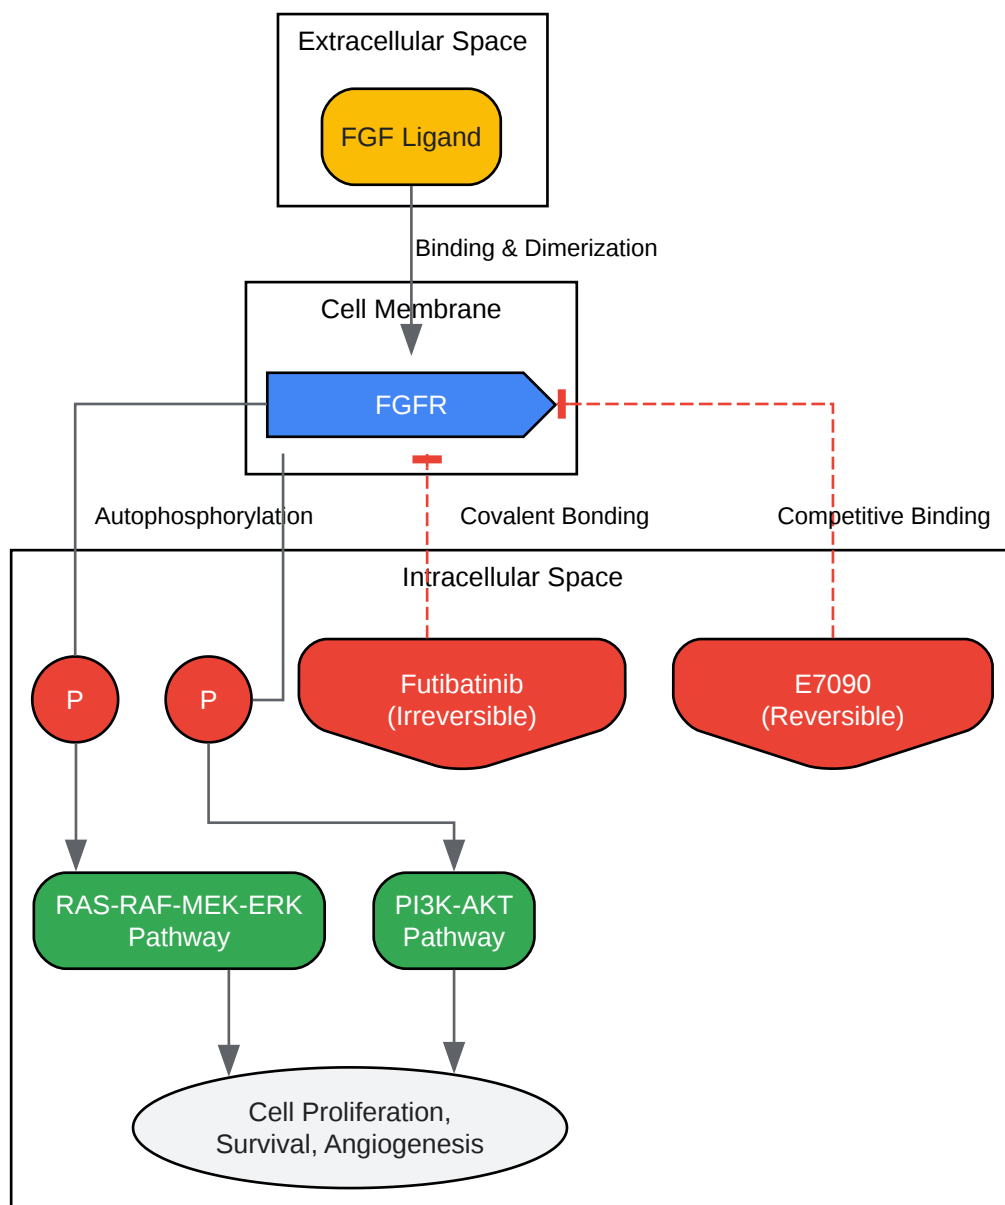 Extracellular Space
FGF Ligand
Binding & Dimerization
Cell Membrane
FGFR
Autophosphorylation
Covalent Bonding
Competitive Binding
Intracellular Space
P
P
Futibatinib
(Irreversible)
E7090
(Reversible)
RAS-RAF-MEK-ERK
Pathway
PI3K-AKT
Pathway
Cell Proliferation,
Survival, Angiogenesis